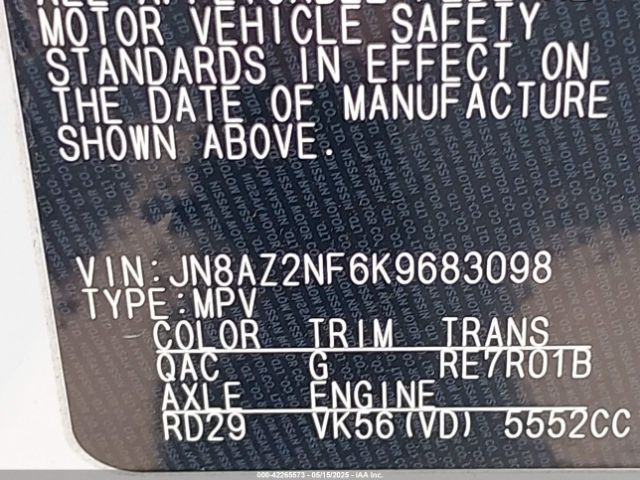 MOTOR VEHICLE SAFETY
STANDARDS IN EFFECT ON
THE DATE OF MANUFACTURE
SHOWN ABOVE.
VIN:JN8AZ2NF6K9683098
TYPE:MPV
COLOR TRIM TRANS
QAC G RE7R01B
AXLE ENGINE
RD29 VK56(VD) 5552CC
000-42265573 - 05/15/2025 - IAAI, Inc.